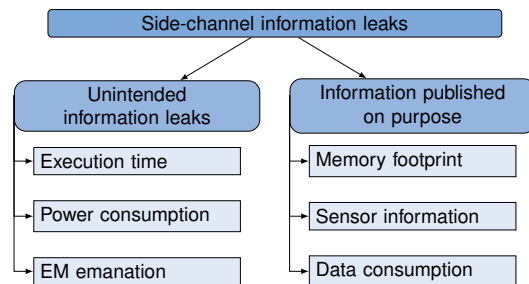 Side-channel information leaks
Unintended
information leaks
Execution time
Power consumption
EM emanation
Information published
on purpose
Memory footprint
Sensor information
Data consumption